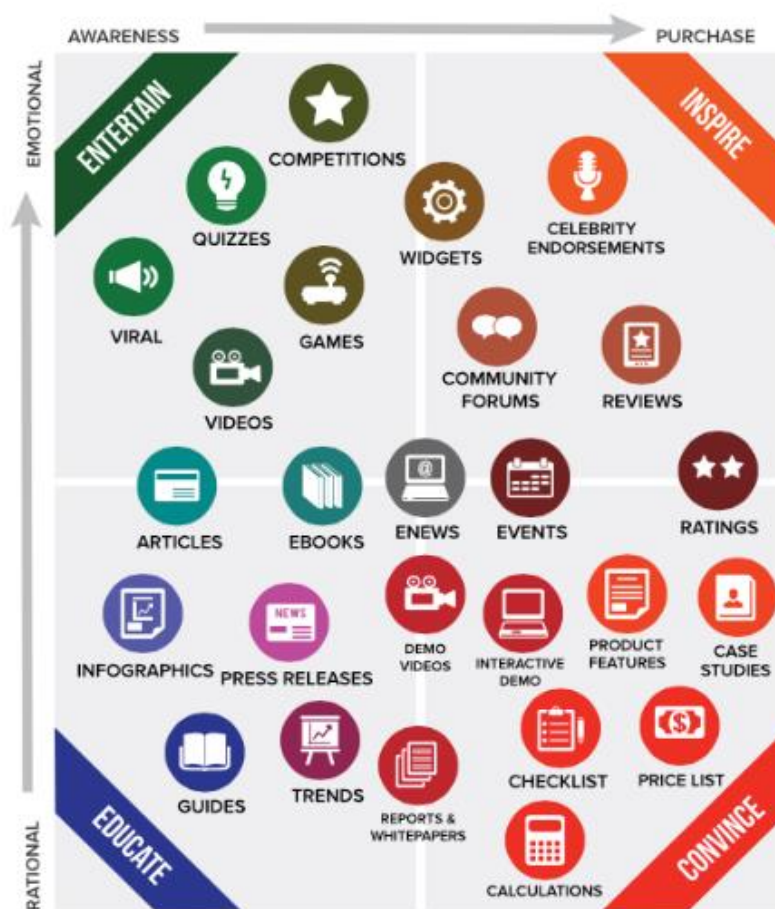 AWARENESS
PURCHASE
EMOTIONAL
ENTERTAIN
INSPIRE
COMPETITIONS
QUIZZES
WIDGETS
CELEBRITY
ENDORSEMENTS
VIRAL
GAMES
COMMUNITY
FORUMS
REVIEWS
VIDEOS
@
ARTICLES
EBOOKS
ENEWS
EVENTS
RATINGS
NEWS
INFOGRAPHICS
PRESS RELEASES
DEMO
VIDEOS
INTERACTIVE
DEMO
PRODUCT
FEATURES
CASE
STUDIES
$
GUIDES
TRENDS
REPORTS &
WHITEPAPERS
CHECKLIST
PRICE LIST
CALCULATIONS
RATIONAL
EDUCATE
CONVINCE